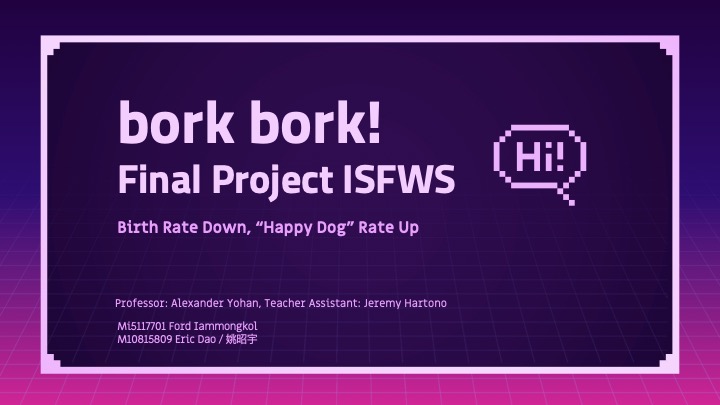 bork bork!
Final Project ISFWS
Hi!
Birth Rate Down, “Happy Dog” Rate Up
Professor: Alexander Yohan, Teacher Assistant: Jeremy Hartono
Mi5117701 Ford Iammongkol
M10815809 Eric Dao / 姚昭宇